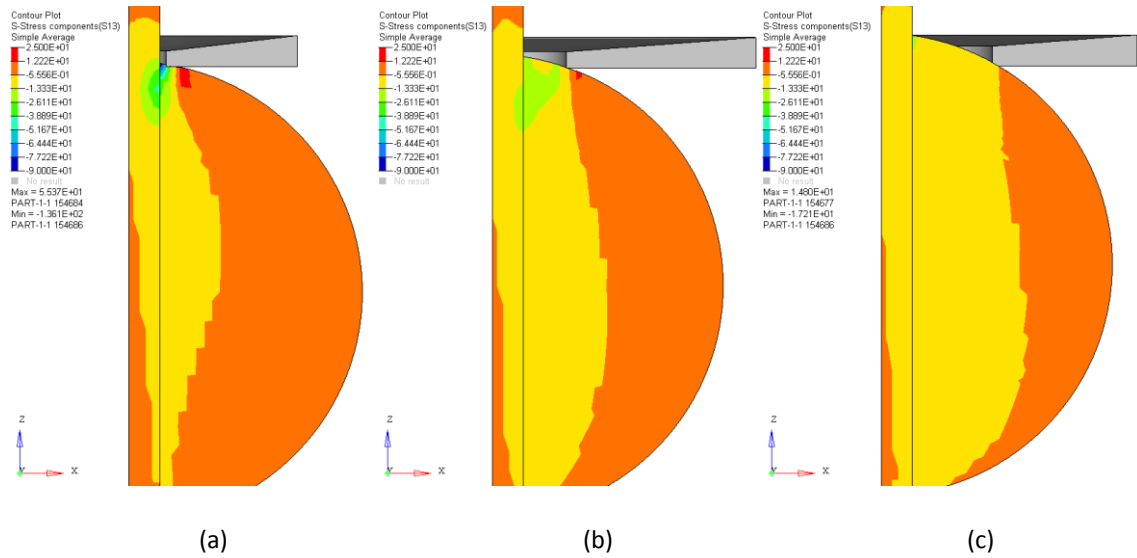 Contour Plot
S-Stress components(S13)
Simple Average
2.500E+01
1.222E+01
-5.556E-01
-1.333E+01
-2.611E+01
-3.889E+01
-5.167E+01
-6.444E+01
-7.722E+01
-9.000E+01
No result
Max = 5.537E+01
PART-1-1 154684
Min = -1.361E+02
PART-1-1 154686
Z
Y
X
(a)
Contour Plot
S-Stress components(S13)
Simple Average
2.500E+01
1.222E+01
-5.556E-01
-1.333E+01
-2.611E+01
-3.889E+01
-5.167E+01
-6.444E+01
-7.722E+01
-9.000E+01
No result
Z
Y
X
(b)
Contour Plot
S-Stress components(S13)
Simple Average
2.500E+01
1.222E+01
-5.556E-01
-1.333E+01
-2.611E+01
-3.889E+01
-5.167E+01
-6.444E+01
-7.722E+01
-9.000E+01
No result
Max = 1.480E+01
PART-1-1 154677
Min = -1.721E+01
PART-1-1 154686
Z
Y
X
(c)